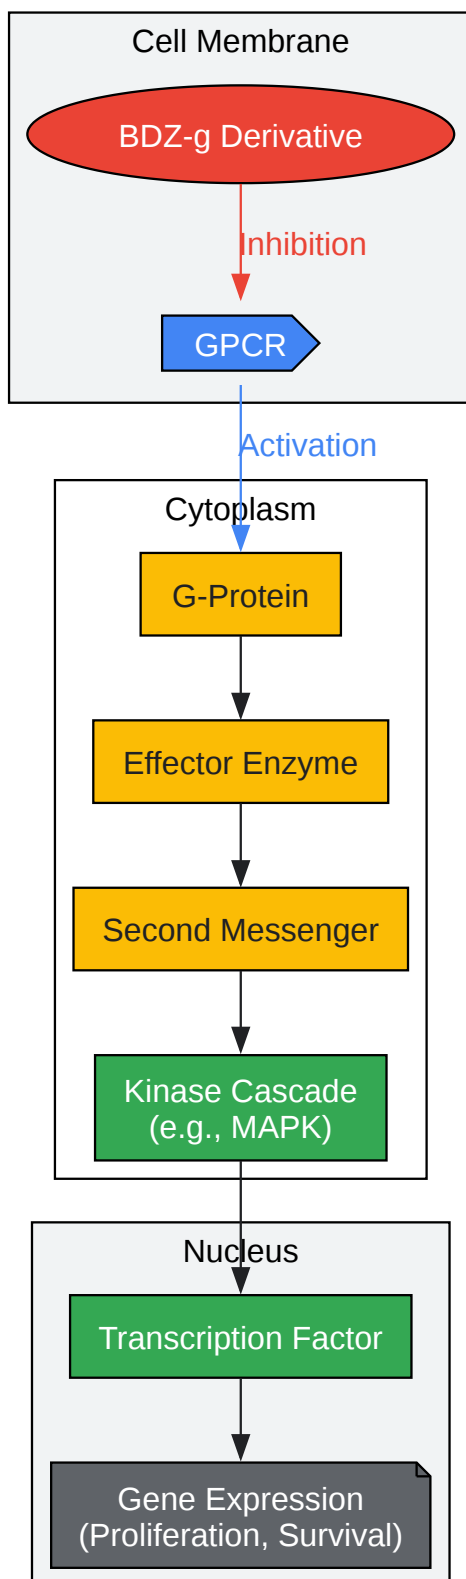 Cell Membrane
BDZ-g Derivative
Inhibition
GPCR
Activation
Cytoplasm
G-Protein
Effector Enzyme
Second Messenger
Kinase Cascade
(e.g., MAPK)
Nucleus
Transcription Factor
Gene Expression
(Proliferation, Survival)